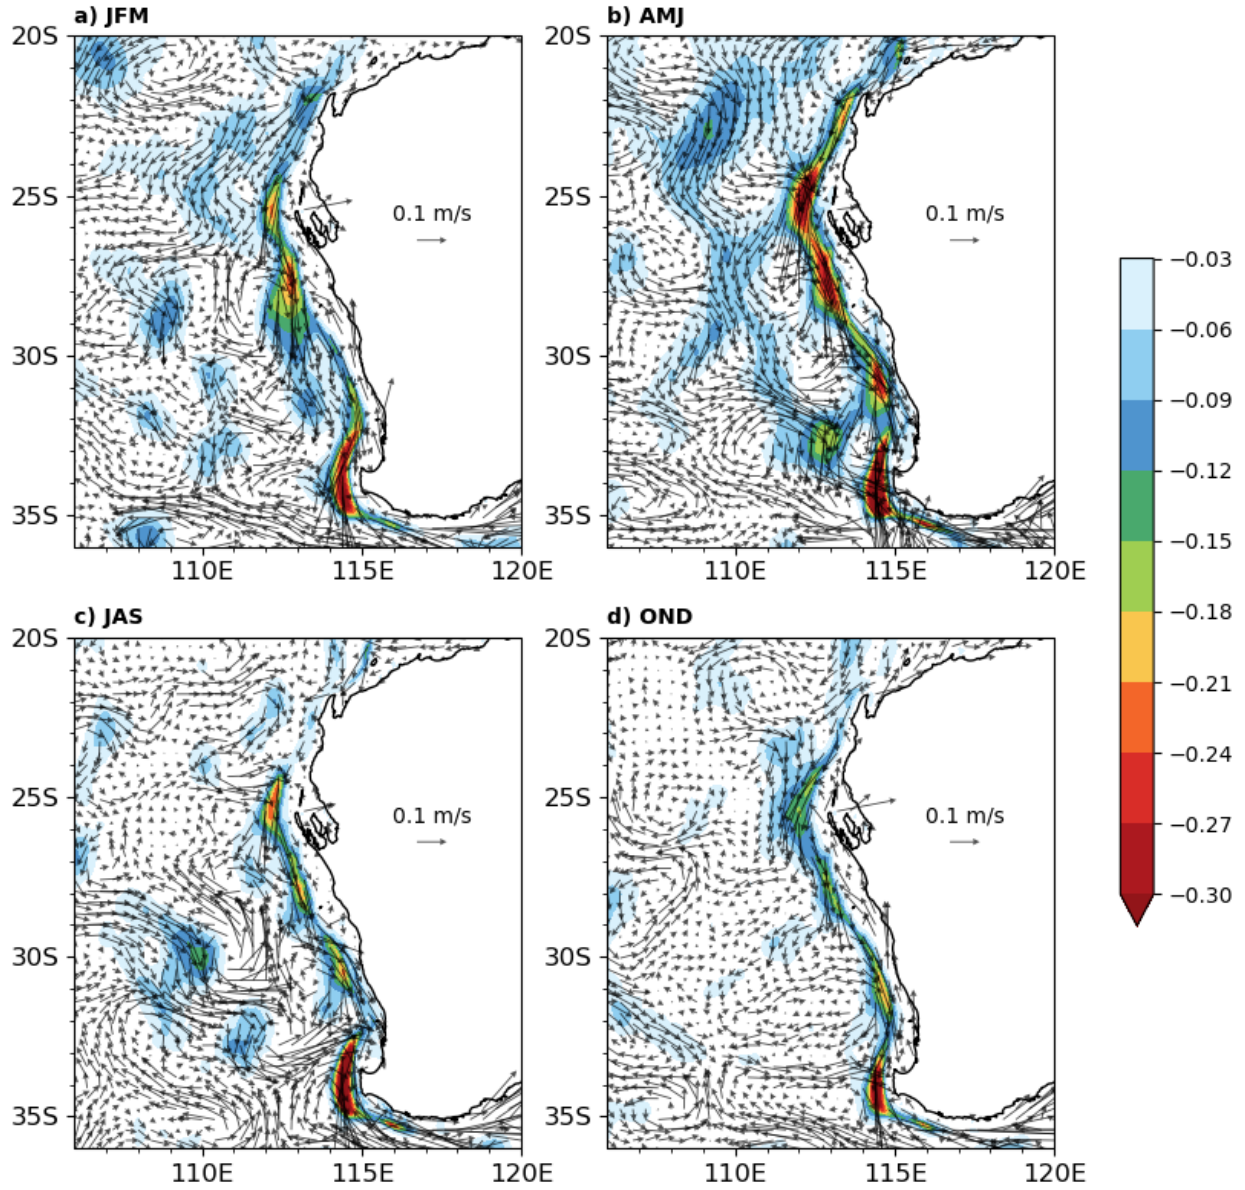 a) JFM
b) AMJ
20S
20S
25S
25S
0.1 m/s
0.1 m/s
30S
30S
35S
35S
110E
115E
120E
110E
115E
120E
−0.03
−0.06
−0.09
−0.12
−0.15
−0.18
−0.21
−0.24
−0.27
−0.30
c) JAS
d) OND
20S
20S
25S
25S
0.1 m/s
0.1 m/s
30S
30S
35S
35S
110E
115E
120E
110E
115E
120E